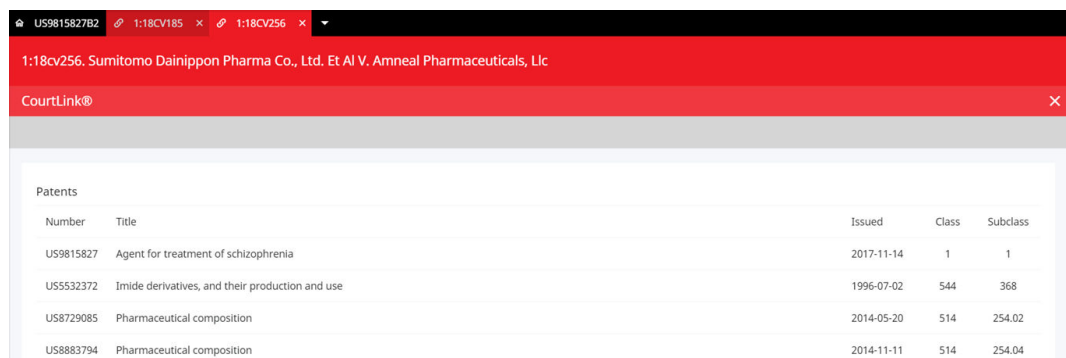 US9815827B2 1:18CV185 × 1:18CV256 ×
1:18cv256. Sumitomo Dainippon Pharma Co., Ltd. Et Al V. Amneal Pharmaceuticals, Llc
CourtLink® ×
Patents
Number Title Issued Class Subclass
US9815827 Agent for treatment of schizophrenia 2017-11-14 1 1
US5532372 Imide derivatives, and their production and use 1996-07-02 544 368
US8729085 Pharmaceutical composition 2014-05-20 514 254.02
US8883794 Pharmaceutical composition 2014-11-11 514 254.04